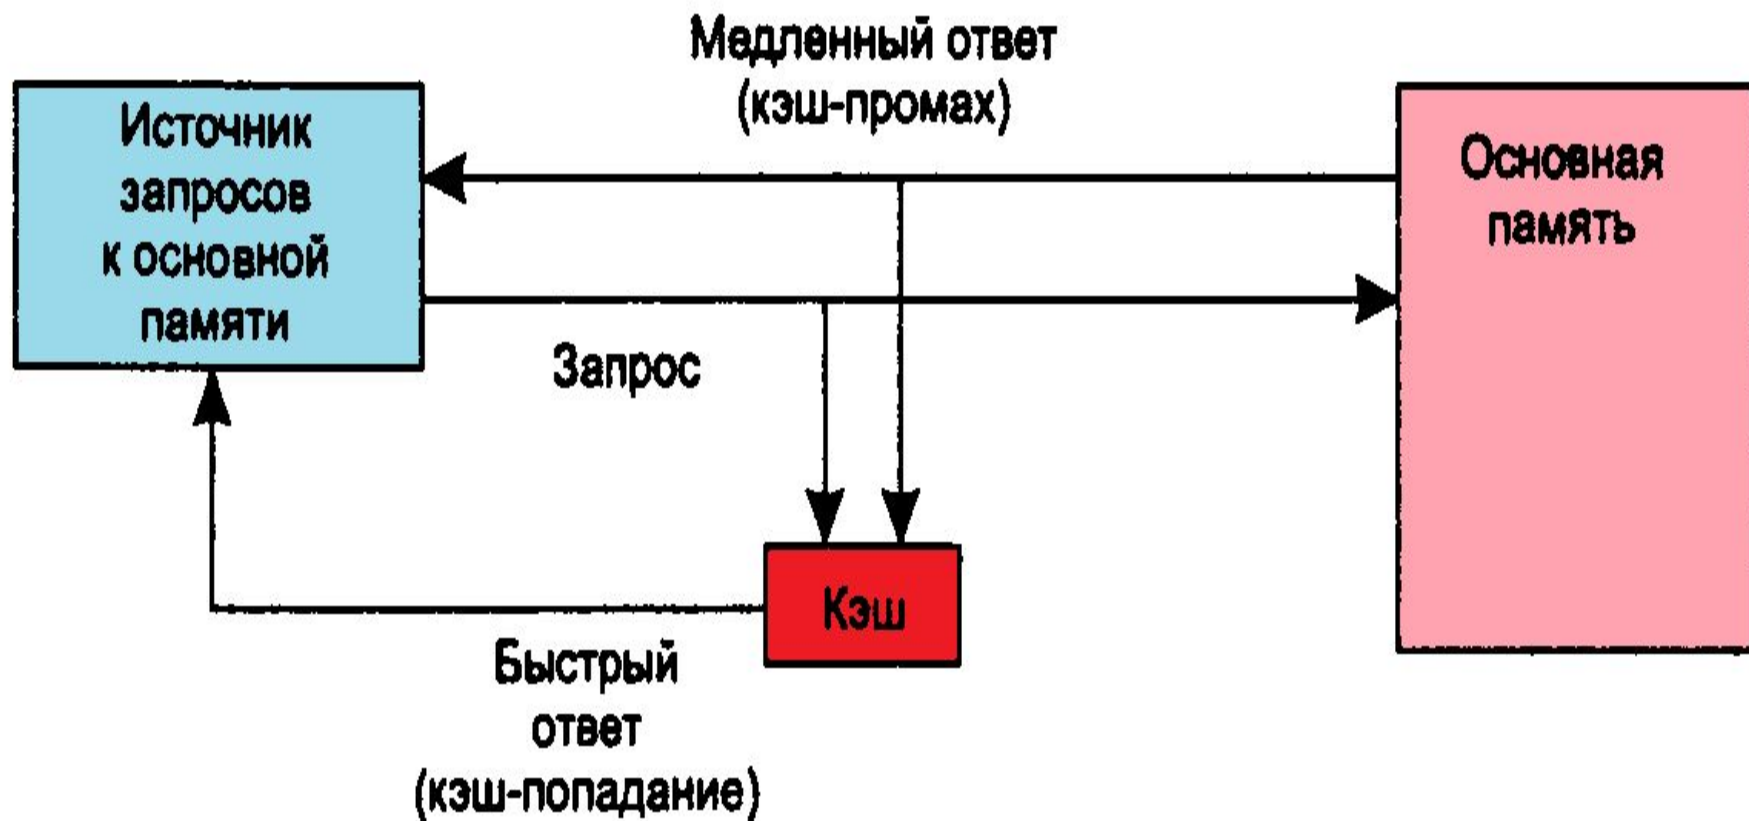 Медленный ответ
(кэш-промах)
Источник
запросов
к основной
памяти
Основная
память
Запрос
Кэш
Быстрый
ответ
(кэш-попадание)